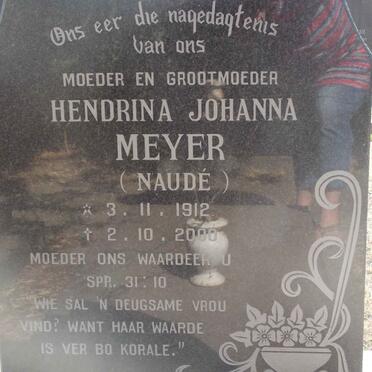 Ons eer die nagedagtenis
van ons
MOEDER EN GROOTMOEDER
HENDRINA JOHANNA
MEYER
( NAUDÉ )
☆ 3. 11. 1912
✝ 2. 10. 2000
MOEDER ONS WAARDEER U
SPR. 31:10
"WIE SAL 'N DEUGSAME VROU
VIND? WANT HAAR WAARDE
IS VER BO KORALE."